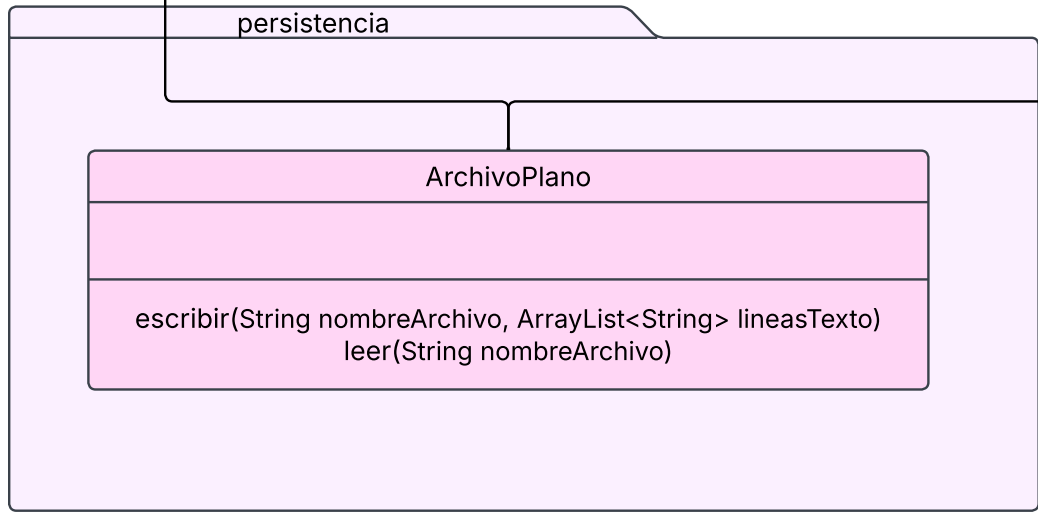 persistencia
ArchivoPlano
escribir(String nombreArchivo, ArrayList<String> lineasTexto)
leer(String nombreArchivo)